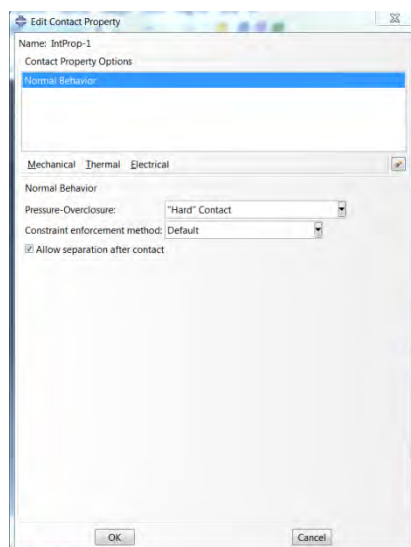 Edit Contact Property
Name: IntProp-1
Contact Property Options
Normal Behavior
Mechanical Thermal Electrical
Normal Behavior
Pressure-Overclosure: "Hard" Contact
Constraint enforcement method: Default
Allow separation after contact
OK Cancel